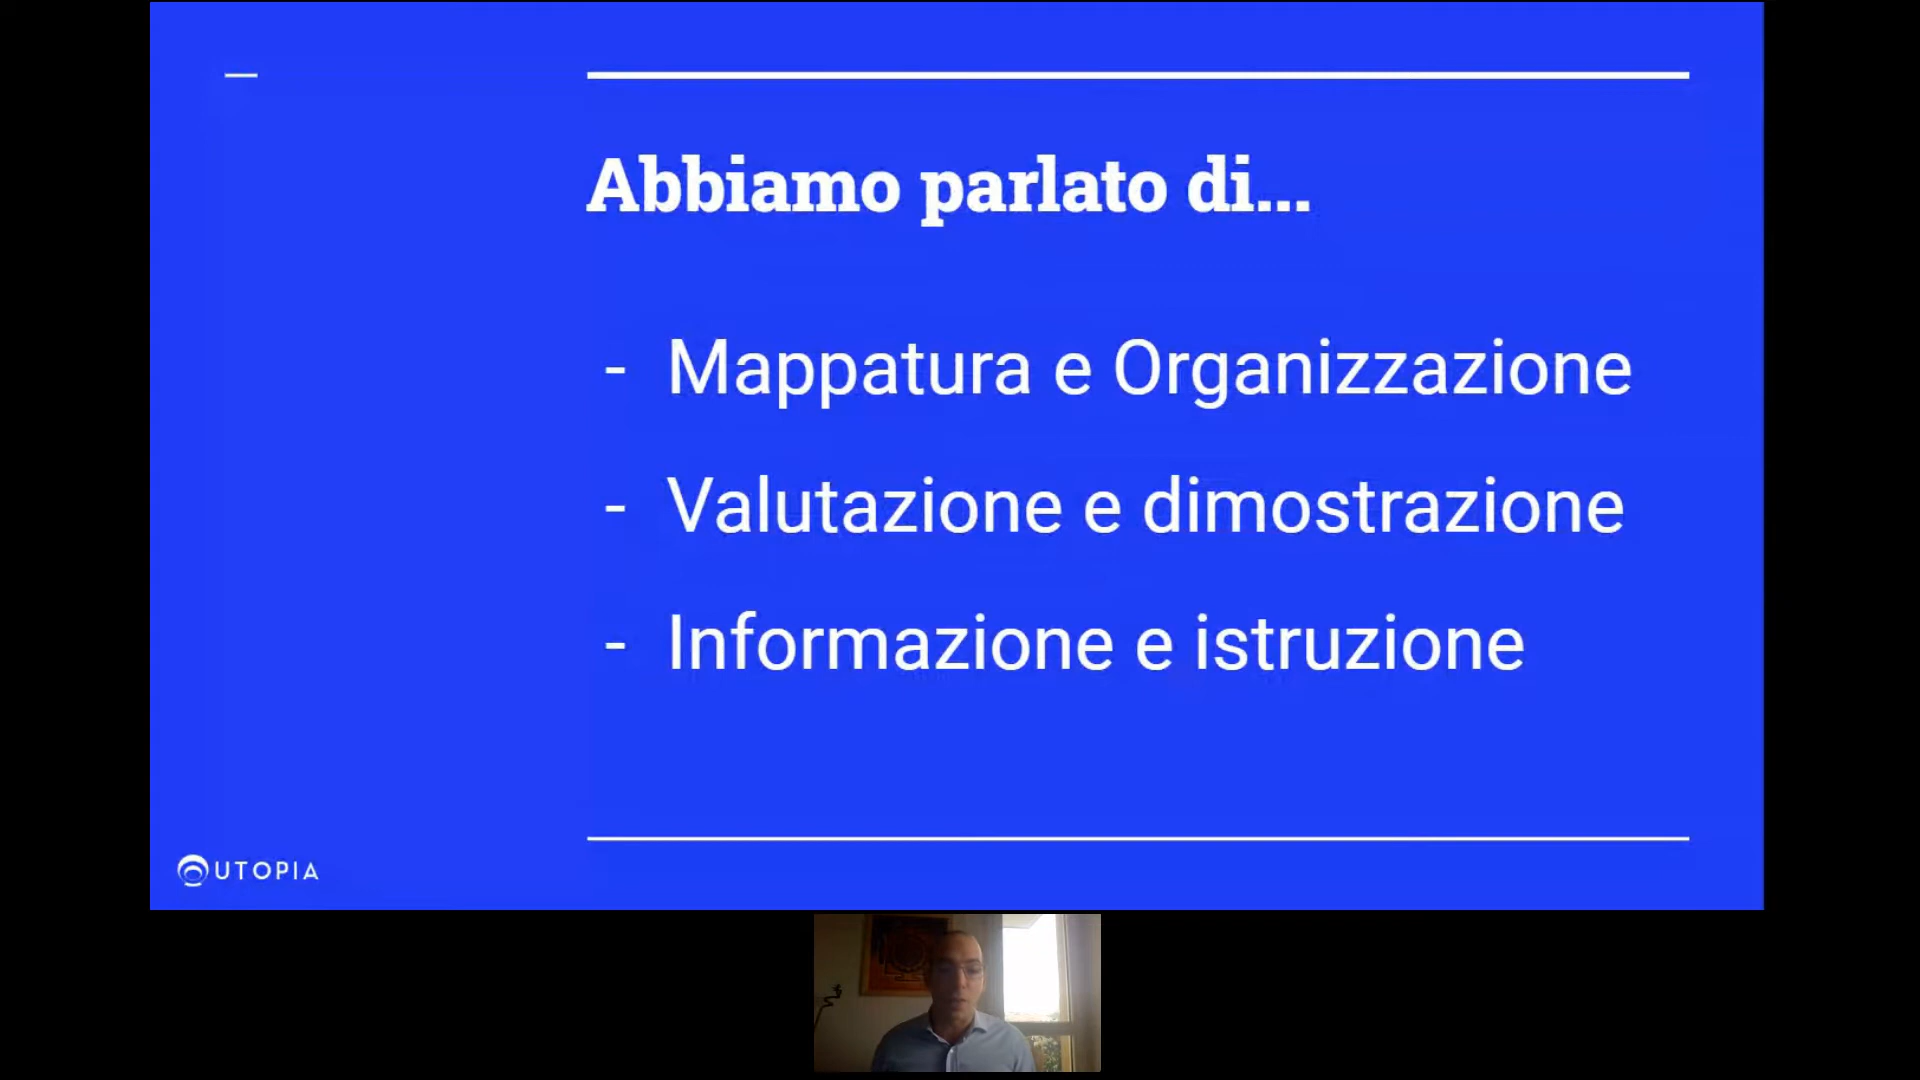 Abbiamo parlato di...
- Mappatura e Organizzazione
- Valutazione e dimostrazione
- Informazione e istruzione
UTOPIA